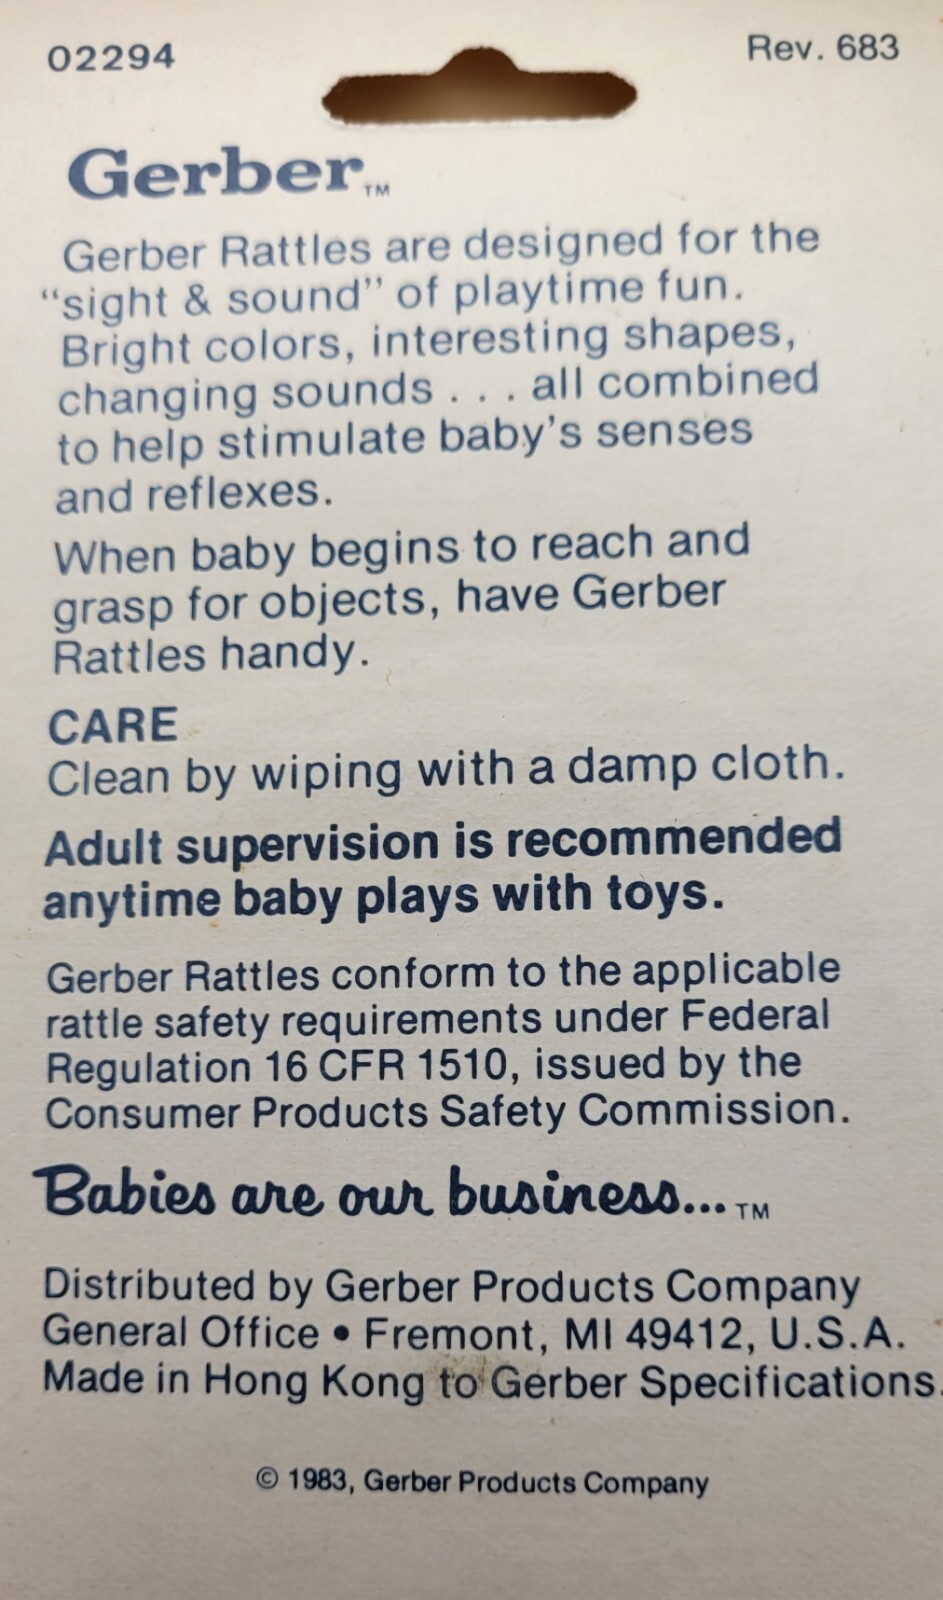 02294 Rev. 683
Gerber™
Gerber Rattles are designed for the
“sight & sound” of playtime fun.
Bright colors, interesting shapes,
changing sounds . . . all combined
to help stimulate baby’s senses
and reflexes.
When baby begins to reach and
grasp for objects, have Gerber
Rattles handy.
CARE
Clean by wiping with a damp cloth.
Adult supervision is recommended
anytime baby plays with toys.
Gerber Rattles conform to the applicable
rattle safety requirements under Federal
Regulation 16 CFR 1510, issued by the
Consumer Products Safety Commission.
Babies are our business...™
Distributed by Gerber Products Company
General Office • Fremont, MI 49412, U.S.A.
Made in Hong Kong to Gerber Specifications.
© 1983, Gerber Products Company